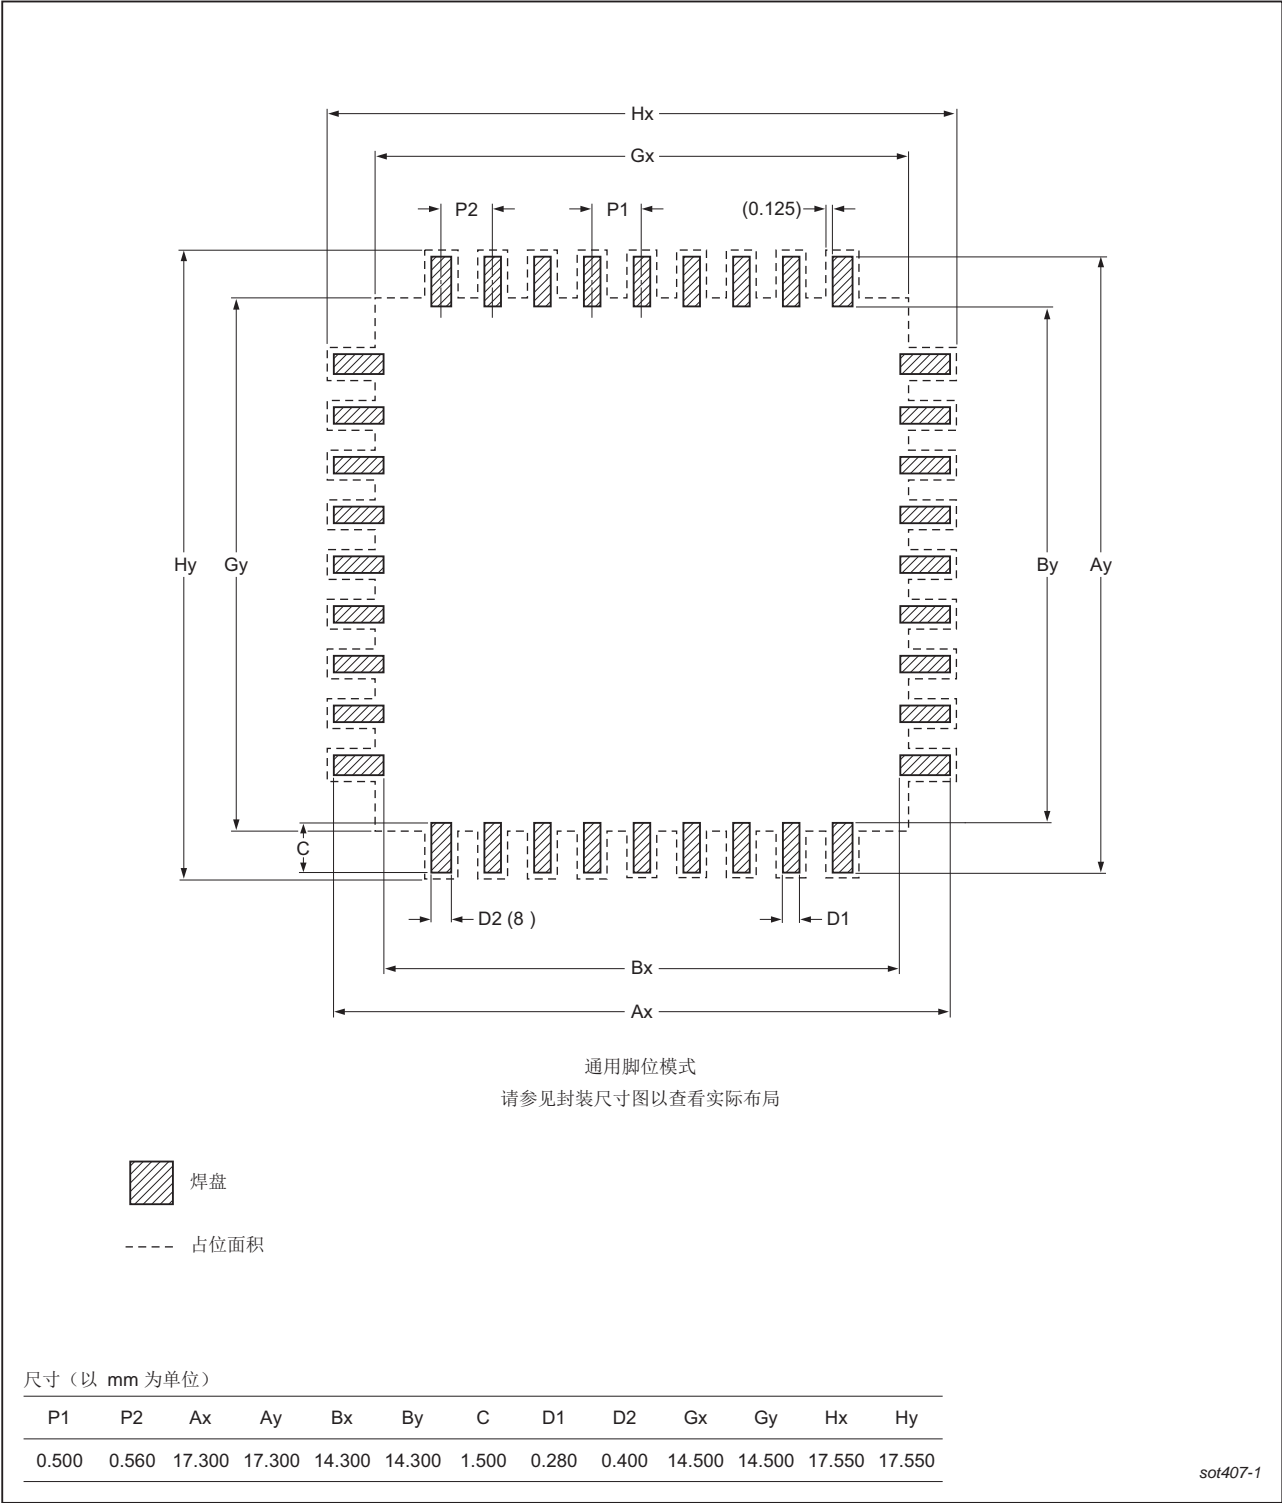 Hx
Gx
P2 P1 (0.125)
Hy Gy By Ay
C
D2 (8 ) D1
Bx
Ax
通用脚位模式
请参见封装尺寸图以查看实际布局
焊盘
占位面积
尺寸（以 mm 为单位）
P1 P2 Ax Ay Bx By C D1 D2 Gx Gy Hx Hy
0.500 0.560 17.300 17.300 14.300 14.300 1.500 0.280 0.400 14.500 14.500 17.550 17.550
sot407-1